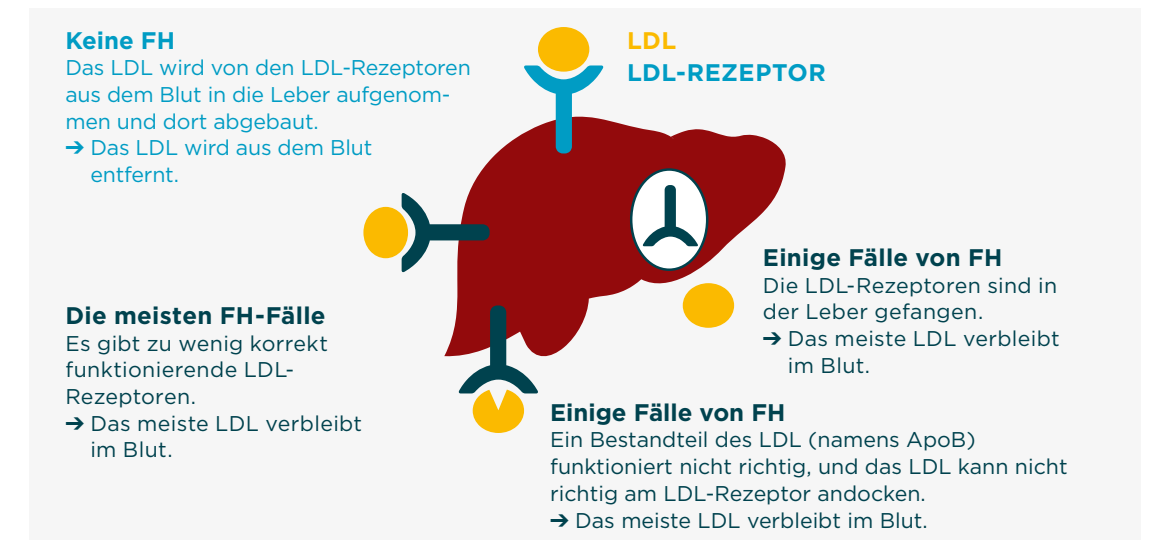 Keine FH
Das LDL wird von den LDL-Rezeptoren
aus dem Blut in die Leber aufgenom-
men und dort abgebaut.
➔ Das LDL wird aus dem Blut
entfernt.
LDL
LDL-REZEPTOR
Die meisten FH-Fälle
Es gibt zu wenig korrekt
funktionierende LDL-
Rezeptoren.
➔ Das meiste LDL verbleibt
im Blut.
Einige Fälle von FH
Die LDL-Rezeptoren sind in
der Leber gefangen.
➔ Das meiste LDL verbleibt
im Blut.
Einige Fälle von FH
Ein Bestandteil des LDL (namens ApoB)
funktioniert nicht richtig, und das LDL kann nicht
richtig am LDL-Rezeptor andocken.
➔ Das meiste LDL verbleibt im Blut.